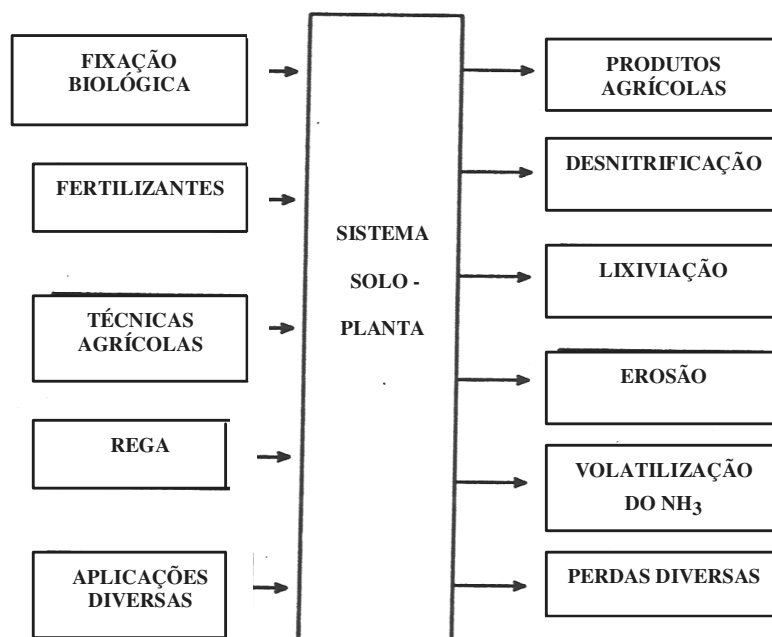 FIXAÇÃO
BIOLÓGICA
FERTILIZANTES
TÉCNICAS
AGRÍCOLAS
REGA
APLICAÇÕES
DIVERSAS
SISTEMA
SOLO -
PLANTA
PRODUTOS
AGRÍCOLAS
DESNITRIFICAÇÃO
LIXIVIAÇÃO
EROSÃO
VOLATILIZAÇÃO
DO NH3
PERDAS DIVERSAS